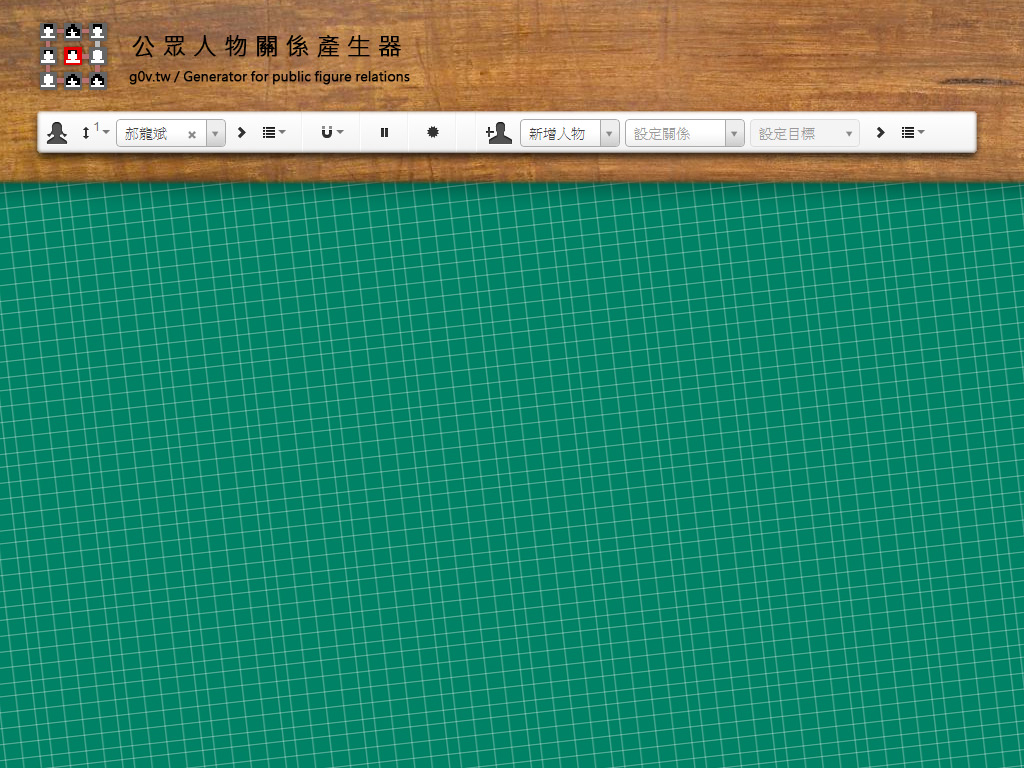 公眾人物關係產生器
g0v.tw / Generator for public figure relations
1 郝龍斌 新增人物 設定關係 設定目標